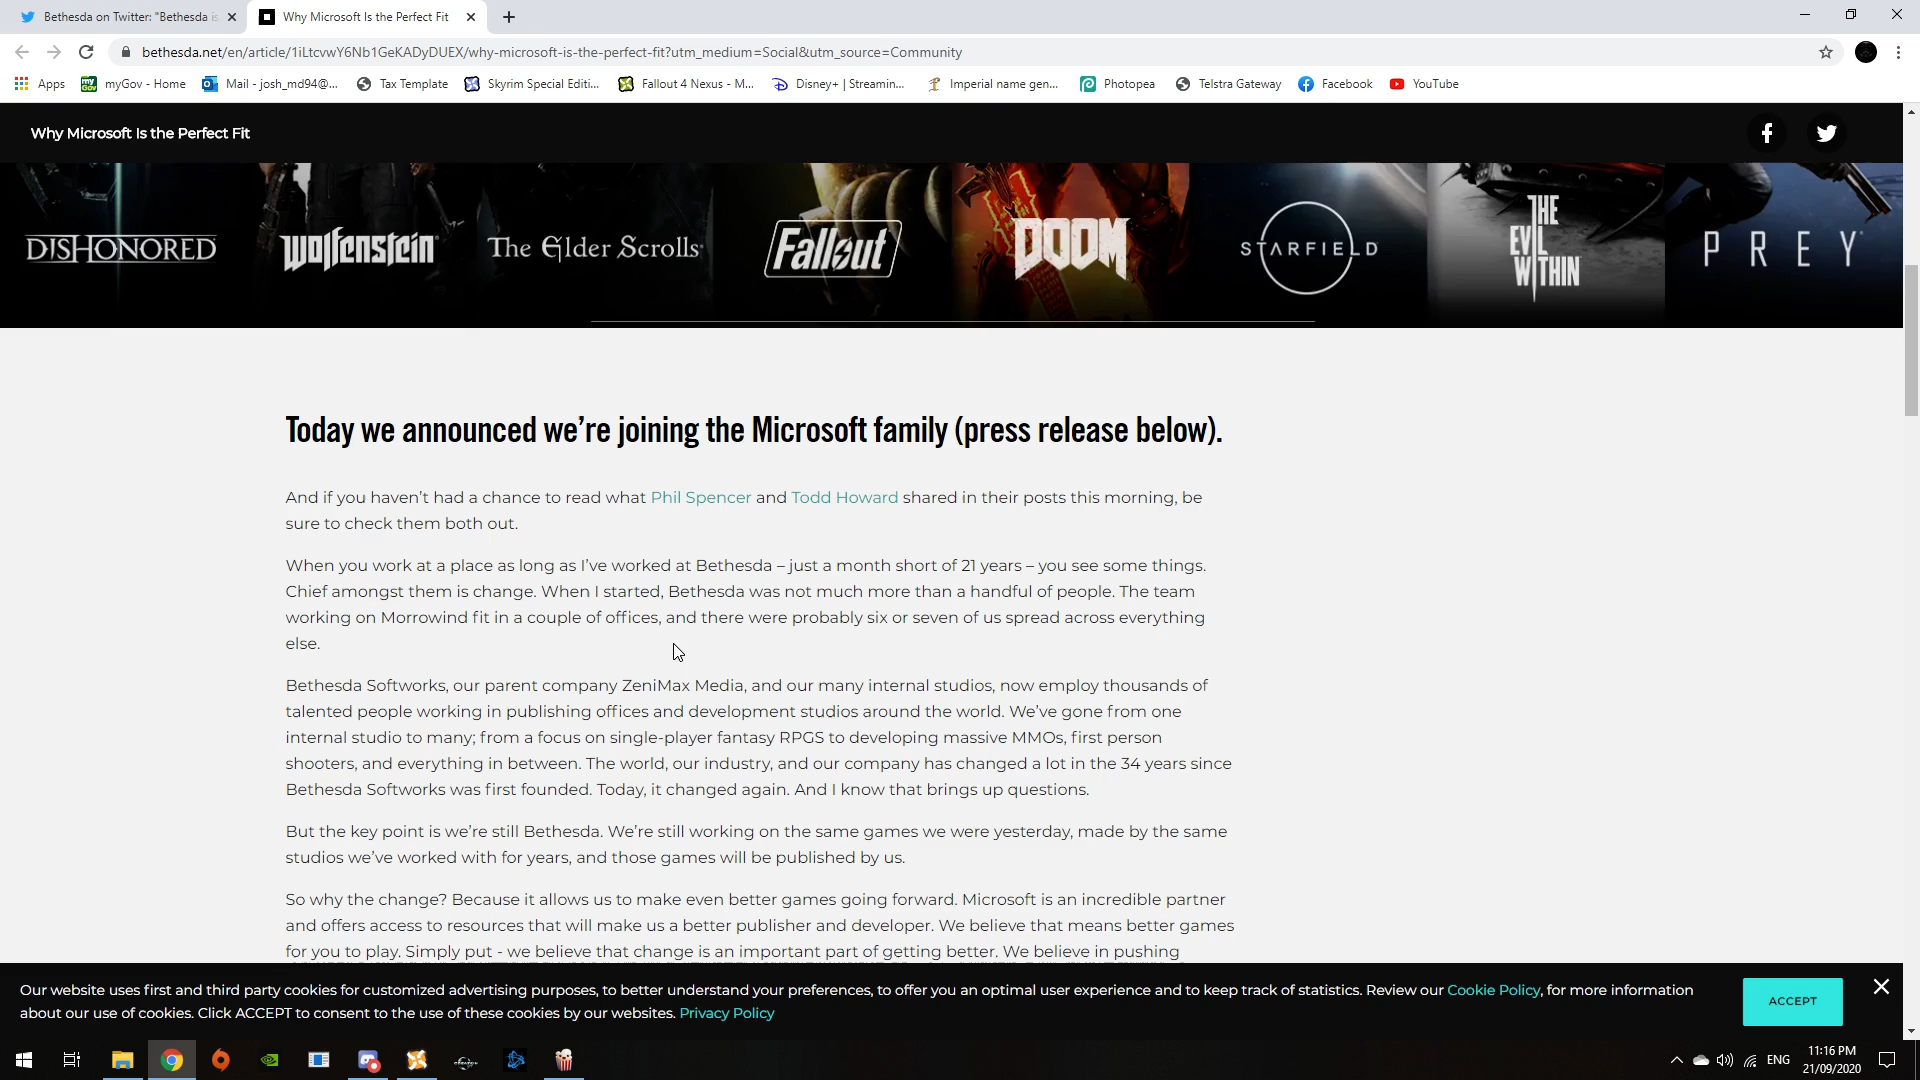 Bethesda on Twitter: "Bethesda is
Why Microsoft Is the Perfect Fit
bethesda.net/en/article/1iLtcvwY6Nb1GeKADyDUEX/why-microsoft-is-the-perfect-fit?utm_medium=Social&utm_source=Community
Apps
myGov - Home
Mail - josh_md94@...
Tax Template
Skyrim Special Editi...
Fallout 4 Nexus - M...
Disney+ | Streamin...
Imperial name gen...
Photopea
Telstra Gateway
Facebook
YouTube
Why Microsoft Is the Perfect Fit
DISHONORED
Wolfenstein
The Elder Scrolls
Fallout
DOOM
STARFIELD
THE EVIL WITHIN
PREY
Today we announced we're joining the Microsoft family (press release below).
And if you haven't had a chance to read what Phil Spencer and Todd Howard shared in their posts this morning, be
sure to check them both out.
When you work at a place as long as I've worked at Bethesda – just a month short of 21 years – you see some things.
Chief amongst them is change. When I started, Bethesda was not much more than a handful of people. The team
working on Morrowind fit in a couple of offices, and there were probably six or seven of us spread across everything
else.
Bethesda Softworks, our parent company ZeniMax Media, and our many internal studios, now employ thousands of
talented people working in publishing offices and development studios around the world. We've gone from one
internal studio to many; from a focus on single-player fantasy RPGS to developing massive MMOs, first person
shooters, and everything in between. The world, our industry, and our company has changed a lot in the 34 years since
Bethesda Softworks was first founded. Today, it changed again. And I know that brings up questions.
But the key point is we're still Bethesda. We're still working on the same games we were yesterday, made by the same
studios we've worked with for years, and those games will be published by us.
So why the change? Because it allows us to make even better games going forward. Microsoft is an incredible partner
and offers access to resources that will make us a better publisher and developer. We believe that means better games
for you to play. Simply put - we believe that change is an important part of getting better. We believe in pushing
Our website uses first and third party cookies for customized advertising purposes, to better understand your preferences, to offer you an optimal user experience and to keep track of statistics. Review our Cookie Policy, for more information
about our use of cookies. Click ACCEPT to consent to the use of these cookies by our websites. Privacy Policy
ACCEPT
ENG
11:16 PM
21/09/2020